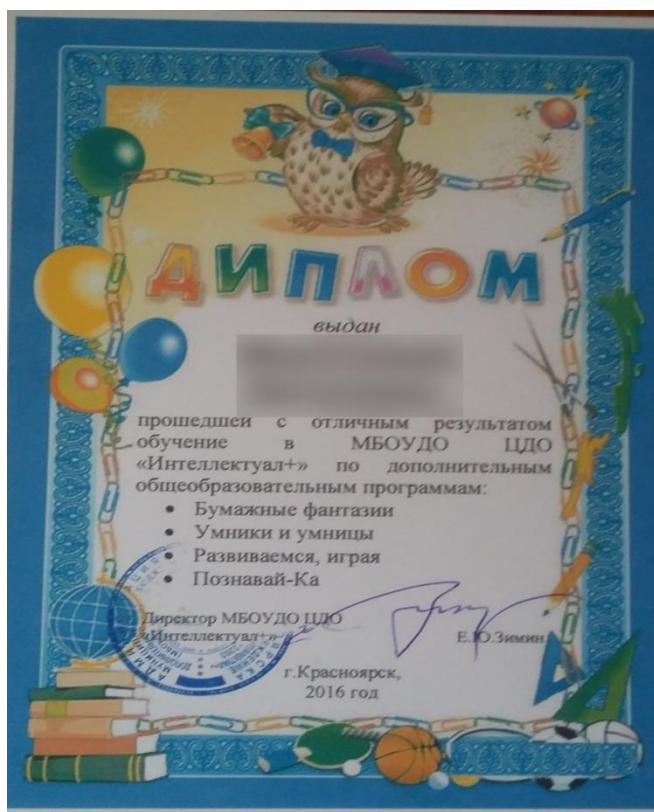 ДИПЛОМ
выдан
прошедшей с отличным результатом
обучение в МБОУДО ЦДО
«Интеллектуал+» по дополнительным
общеобразовательным программам:
• Бумажные фантазии
• Умники и умницы
• Развиваемся, играя
• Познавай-Ка
Директор МБОУДО ЦДО
«Интеллектуал+»
Е.Ю.Зимин
г.Красноярск,
2016 год